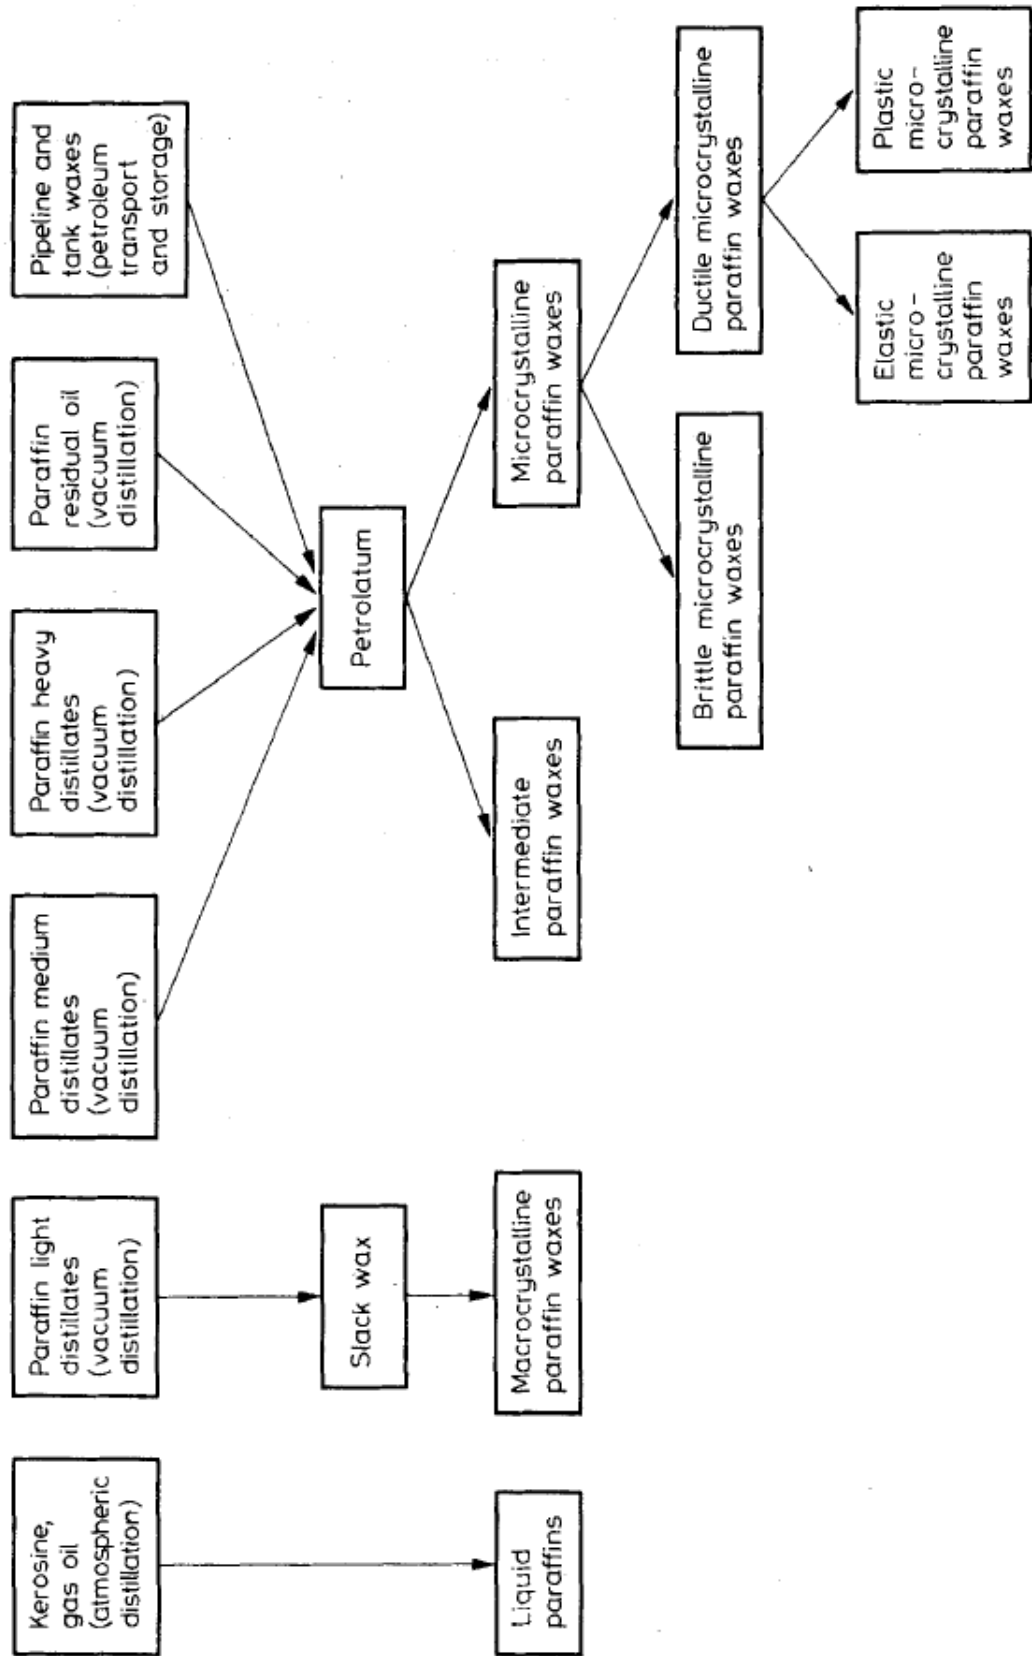 Kerosine,
gas oil
(atmospheric
distillation)
Paraffin light
distillates
(vacuum
distillation)
Paraffin medium
distillates
(vacuum
distillation)
Paraffin heavy
distillates
(vacuum
distillation)
Paraffin
residual oil
(vacuum
distillation)
Pipeline and
tank waxes
(petroleum
transport
and storage)
Slack wax
Petrolatum
Liquid
paraffins
Macrocrystalline
paraffin waxes
Intermediate
paraffin waxes
Microcrystalline
paraffin waxes
Brittle microcrystalline
paraffin waxes
Ductile microcrystalline
paraffin waxes
Elastic
micro-
crystalline
paraffin
waxes
Plastic
micro-
crystalline
paraffin
waxes